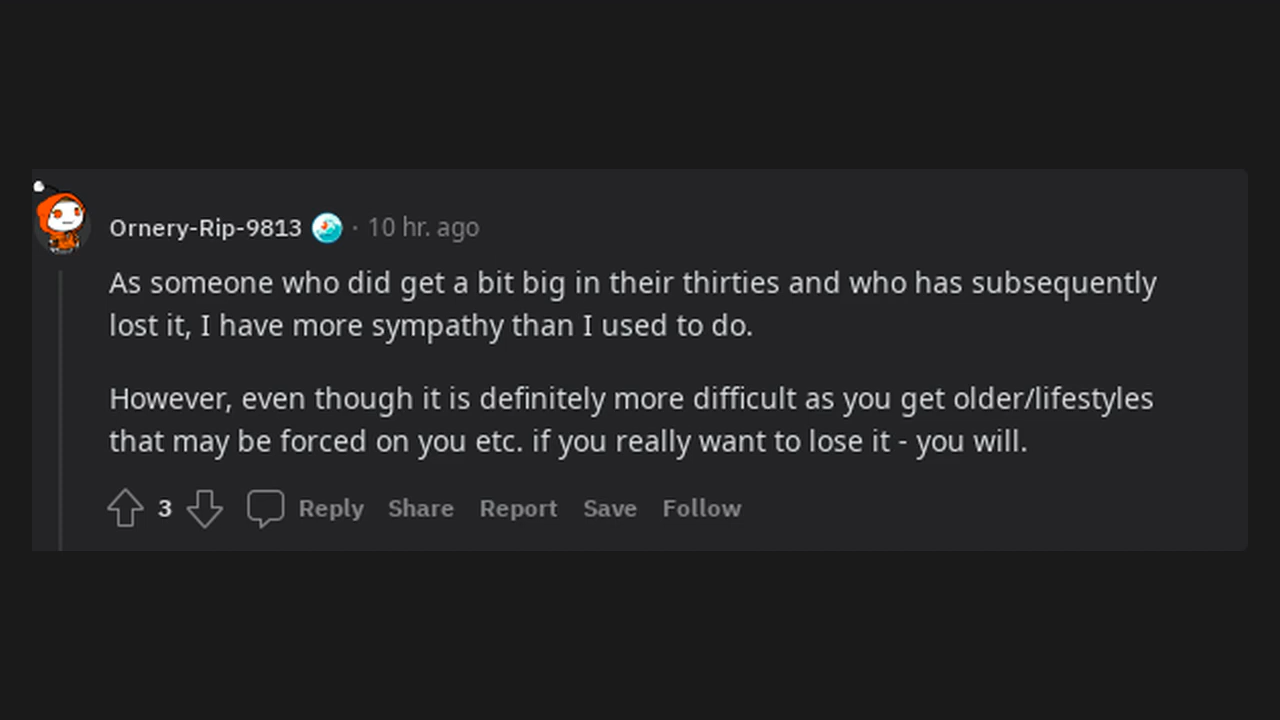 Ornery-Rip-9813 · 10 hr. ago
As someone who did get a bit big in their thirties and who has subsequently
lost it, I have more sympathy than I used to do.
However, even though it is definitely more difficult as you get older/lifestyles
that may be forced on you etc. if you really want to lose it - you will.
3 Reply Share Report Save Follow